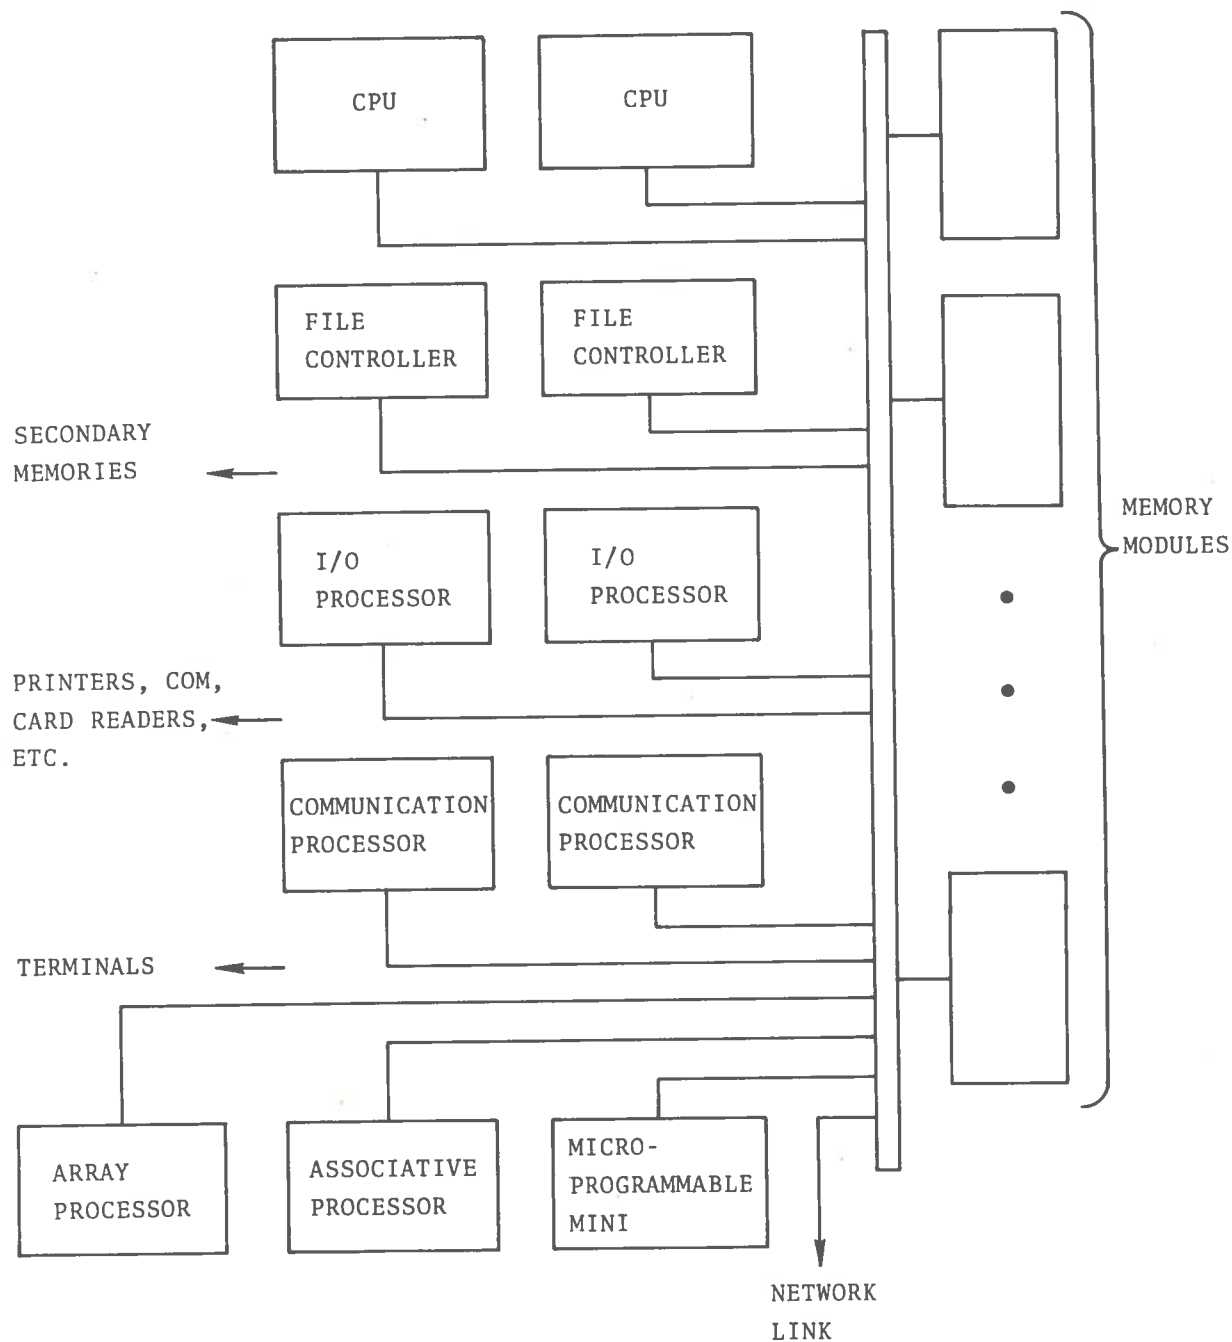 CPU
CPU
FILE
CONTROLLER
FILE
CONTROLLER
SECONDARY
MEMORIES
MEMORY
MODULES
I/O
PROCESSOR
I/O
PROCESSOR
PRINTERS, COM,
CARD READERS,
ETC.
COMMUNICATION
PROCESSOR
COMMUNICATION
PROCESSOR
TERMINALS
ARRAY
PROCESSOR
ASSOCIATIVE
PROCESSOR
MICRO-
PROGRAMMABLE
MINI
NETWORK
LINK